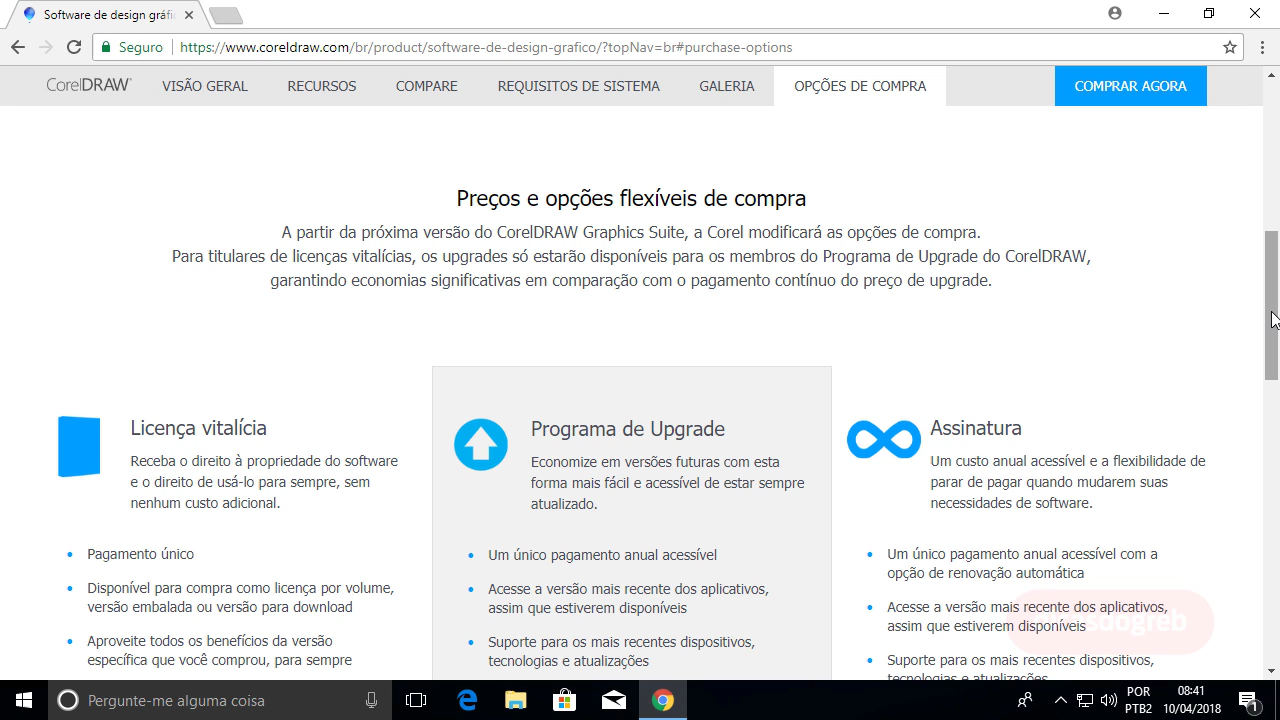 Software de design gráfi
Seguro
https://www.coreldraw.com/br/product/software-de-design-grafico/?topNav=br#purchase-options
CorelDRAW
VISÃO GERAL
RECURSOS
COMPARE
REQUISITOS DE SISTEMA
GALERIA
OPÇÕES DE COMPRA
COMPRAR AGORA
Preços e opções flexíveis de compra
A partir da próxima versão do CorelDRAW Graphics Suite, a Corel modificará as opções de compra.
Para titulares de licenças vitalícias, os upgrades só estarão disponíveis para os membros do Programa de Upgrade do CorelDRAW,
garantindo economias significativas em comparação com o pagamento contínuo do preço de upgrade.
Licença vitalícia
Receba o direito à propriedade do software
e o direito de usá-lo para sempre, sem
nenhum custo adicional.
Pagamento único
Disponível para compra como licença por volume,
versão embalada ou versão para download
Aproveite todos os benefícios da versão
específica que você comprou, para sempre
Programa de Upgrade
Economize em versões futuras com esta
forma mais fácil e acessível de estar sempre
atualizado.
Um único pagamento anual acessível
Acesse a versão mais recente dos aplicativos,
assim que estiverem disponíveis
Suporte para os mais recentes dispositivos,
tecnologias e atualizações
Assinatura
Um custo anual acessível e a flexibilidade de
parar de pagar quando mudarem suas
necessidades de software.
Um único pagamento anual acessível com a
opção de renovação automática
Acesse a versão mais recente dos aplicativos,
assim que estiverem disponíveis
Suporte para os mais recentes dispositivos,
tecnologias e atualizações
Pergunte-me alguma coisa
POR
PTB2
08:41
10/04/2018
1